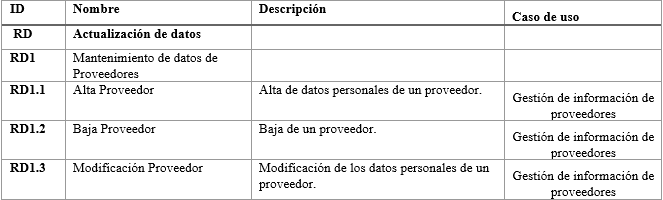 ID Nombre Descripción Caso de uso
RD Actualización de datos
RD1 Mantenimiento de datos de
Proveedores
RD1.1 Alta Proveedor Alta de datos personales de un proveedor. Gestión de información de
proveedores
RD1.2 Baja Proveedor Baja de un proveedor. Gestión de información de
proveedores
RD1.3 Modificación Proveedor Modificación de los datos personales de un
proveedor. Gestión de información de
proveedores